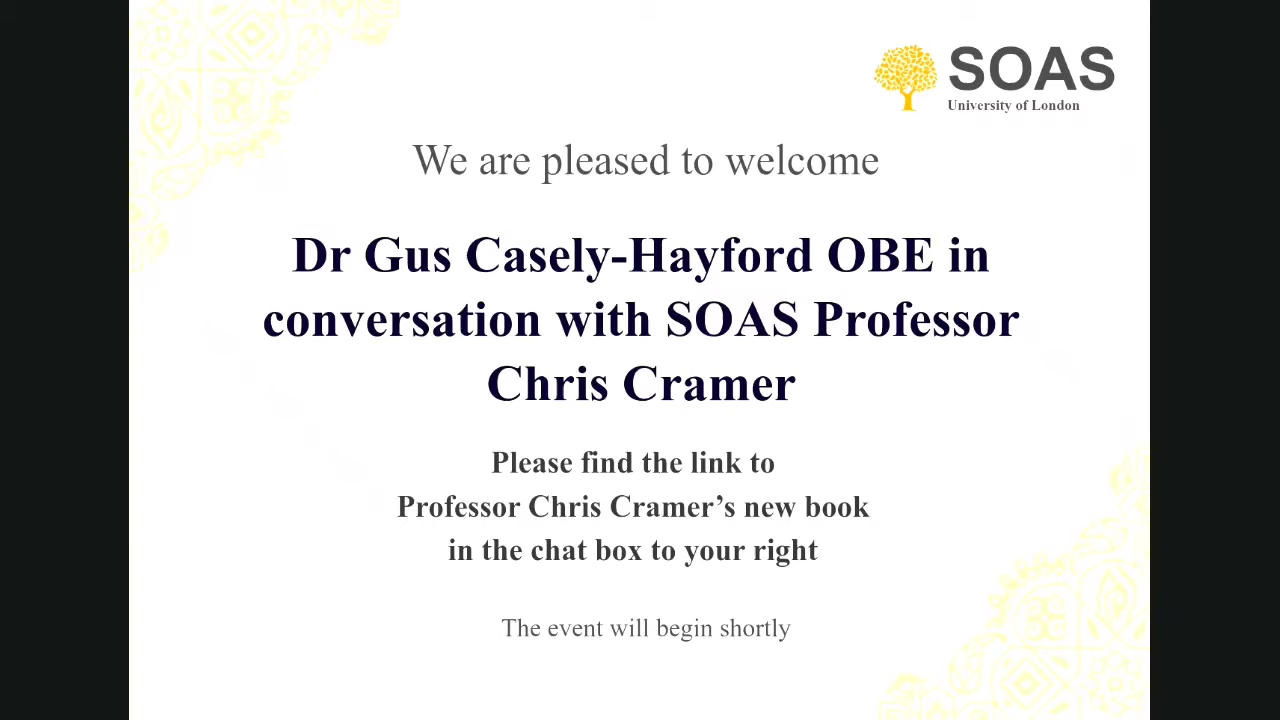 SOAS
University of London
We are pleased to welcome
Dr Gus Casely-Hayford OBE in
conversation with SOAS Professor
Chris Cramer
Please find the link to
Professor Chris Cramer’s new book
in the chat box to your right
The event will begin shortly